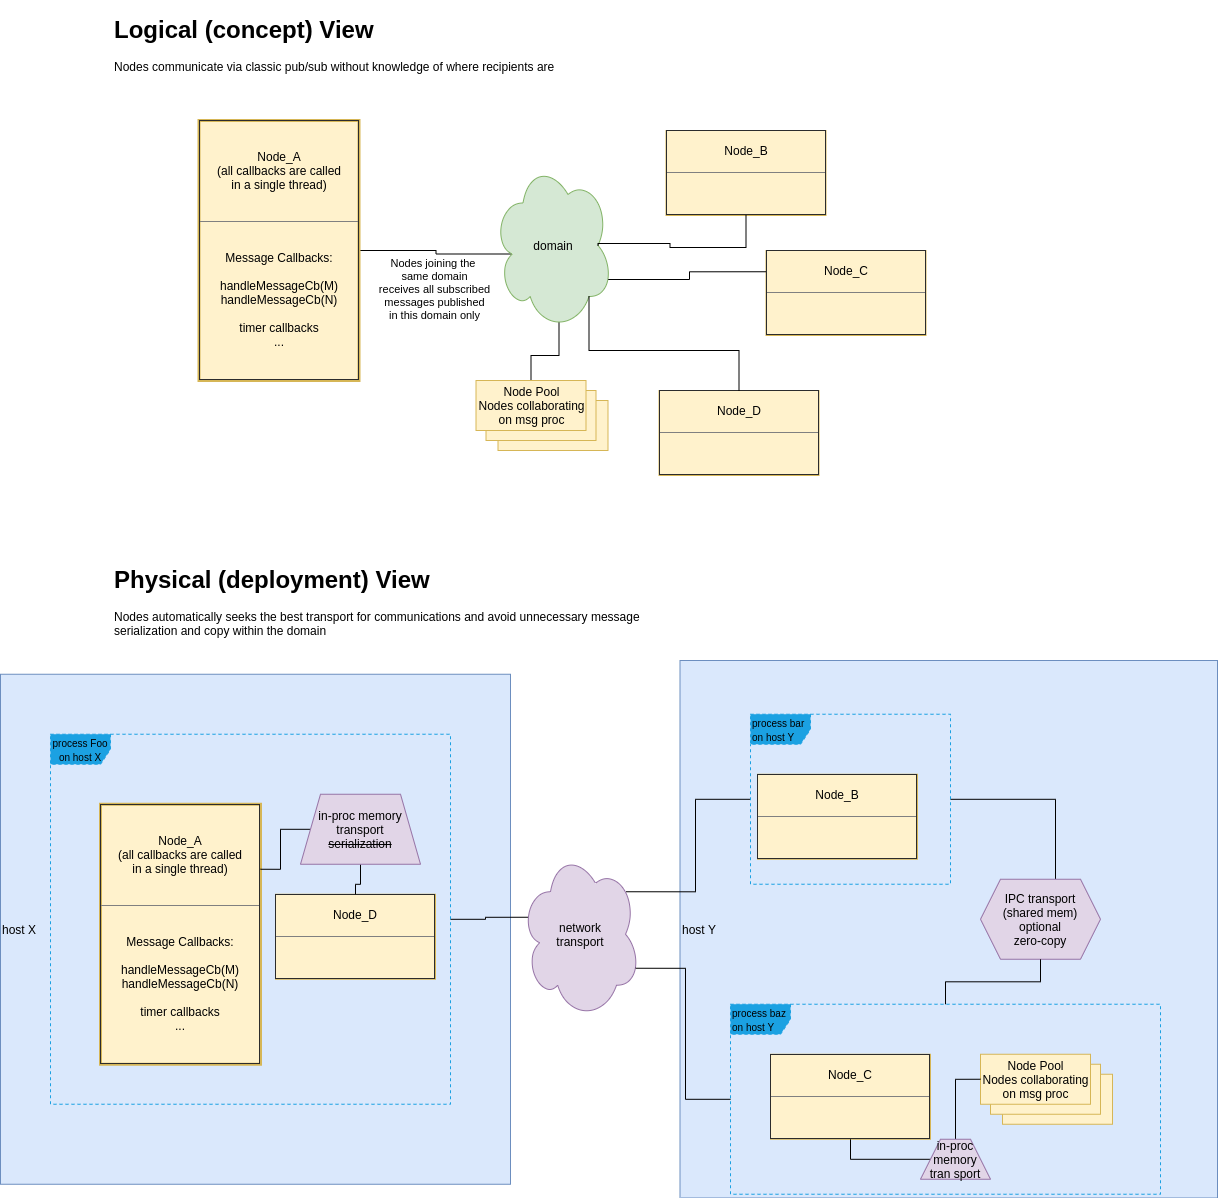 Logical (concept) View
Nodes communicate via classic pub/sub without knowledge of where recipients are
Node_A
(all callbacks are called
in a single thread)
Message Callbacks:
handleMessageCb(M)
handleMessageCb(N)
timer callbacks
...
Nodes joining the
same domain
receives all subscribed
messages published
in this domain only
domain
Node_B
Node_C
Node_D
Node Pool
Nodes collaborating
on msg proc
Physical (deployment) View
Nodes automatically seeks the best transport for communications and avoid unnecessary message
serialization and copy within the domain
host X
process Foo
on host X
Node_A
(all callbacks are called
in a single thread)
Message Callbacks:
handleMessageCb(M)
handleMessageCb(N)
timer callbacks
...
in-proc memory
transport
serialization
Node_D
network
transport
host Y
process bar
on host Y
Node_B
IPC transport
(shared mem)
optional
zero-copy
process baz
on host Y
Node_C
Node Pool
Nodes collaborating
on msg proc
in-proc
memory
tran sport